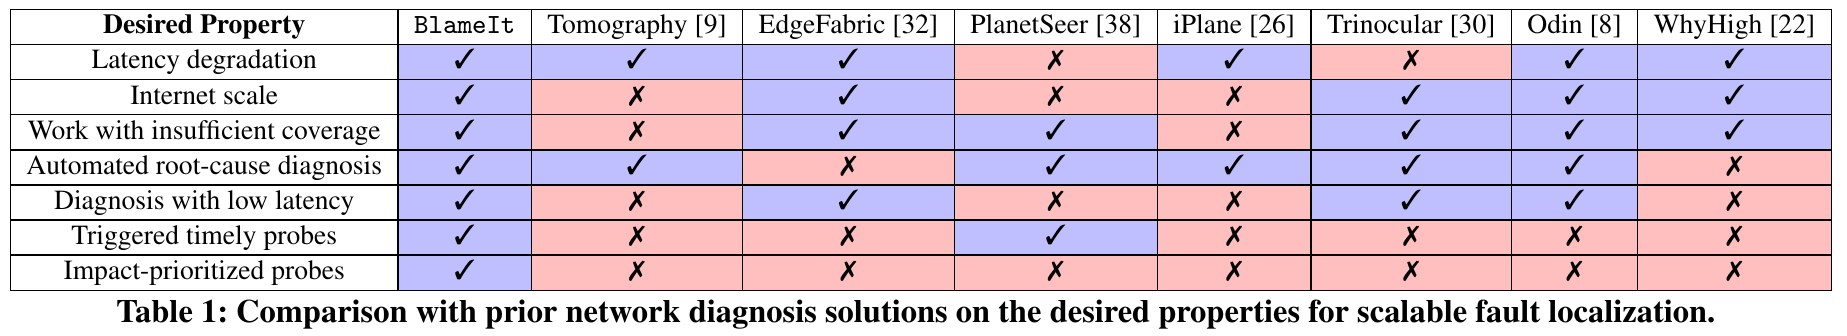 Desired Property BlameIt Tomography [9] EdgeFabric [32] PlanetSeer [38] iPlane [26] Trinocular [30] Odin [8] WhyHigh [22]
Latency degradation ✓ ✓ ✓ ✗ ✓ ✗ ✓ ✓
Internet scale ✓ ✗ ✓ ✗ ✗ ✓ ✓ ✓
Work with insufficient coverage ✓ ✗ ✓ ✓ ✗ ✓ ✓ ✓
Automated root-cause diagnosis ✓ ✓ ✗ ✓ ✓ ✓ ✓ ✗
Diagnosis with low latency ✓ ✗ ✓ ✗ ✗ ✓ ✓ ✗
Triggered timely probes ✓ ✗ ✗ ✓ ✗ ✗ ✗ ✗
Impact-prioritized probes ✓ ✗ ✗ ✗ ✗ ✗ ✗ ✗
Table 1: Comparison with prior network diagnosis solutions on the desired properties for scalable fault localization.